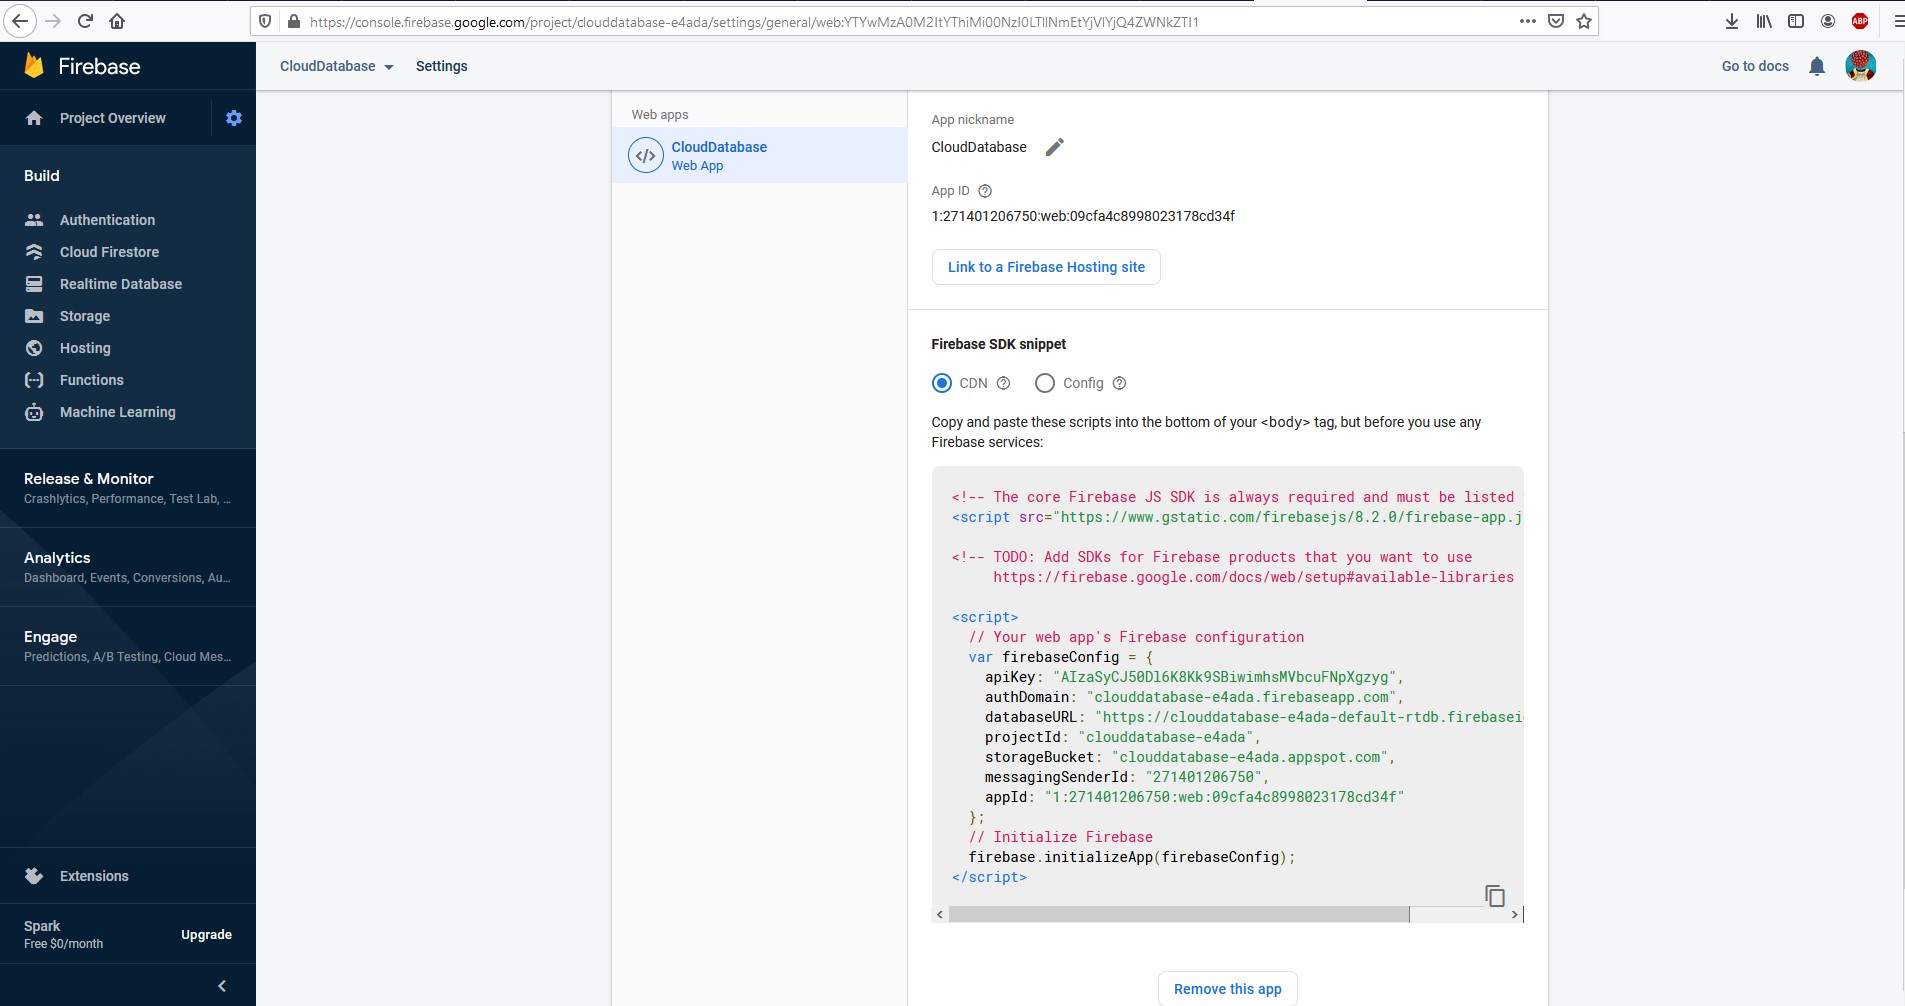 https://console.firebase.google.com/project/clouddatabase-e4ada/settings/general/web:YTYwMzA0M2ItYThiMi00NzI0LTllNmEtYjVlYjQ4ZWNkZTI1
ABP
Firebase
CloudDatabase
Settings
Go to docs
Project Overview
Build
Authentication
Cloud Firestore
Realtime Database
Storage
Hosting
Functions
Machine Learning
Release & Monitor
Crashlytics, Performance, Test Lab, ...
Analytics
Dashboard, Events, Conversions, Au...
Engage
Predictions, A/B Testing, Cloud Mes...
Extensions
Spark
Free $0/month
Upgrade
Web apps
CloudDatabase
Web App
App nickname
CloudDatabase
App ID
1:271401206750:web:09cfa4c8998023178cd34f
Link to a Firebase Hosting site
Firebase SDK snippet
CDN
Config
Copy and paste these scripts into the bottom of your <body> tag, but before you use any
Firebase services:
<!-- The core Firebase JS SDK is always required and must be listed
<script src="https://www.gstatic.com/firebasejs/8.2.0/firebase-app.j
<!-- TODO: Add SDKs for Firebase products that you want to use
https://firebase.google.com/docs/web/setup#available-libraries
<script>
// Your web app's Firebase configuration
var firebaseConfig = {
apiKey: "AIzaSyCJ50Dl6K8Kk9SBiwimhsMVbcuFNpXgzyg",
authDomain: "clouddatabase-e4ada.firebaseapp.com",
databaseURL: "https://clouddatabase-e4ada-default-rtdb.firebasei
projectId: "clouddatabase-e4ada",
storageBucket: "clouddatabase-e4ada.appspot.com",
messagingSenderId: "271401206750",
appId: "1:271401206750:web:09cfa4c8998023178cd34f"
};
// Initialize Firebase
firebase.initializeApp(firebaseConfig);
</script>
Remove this app